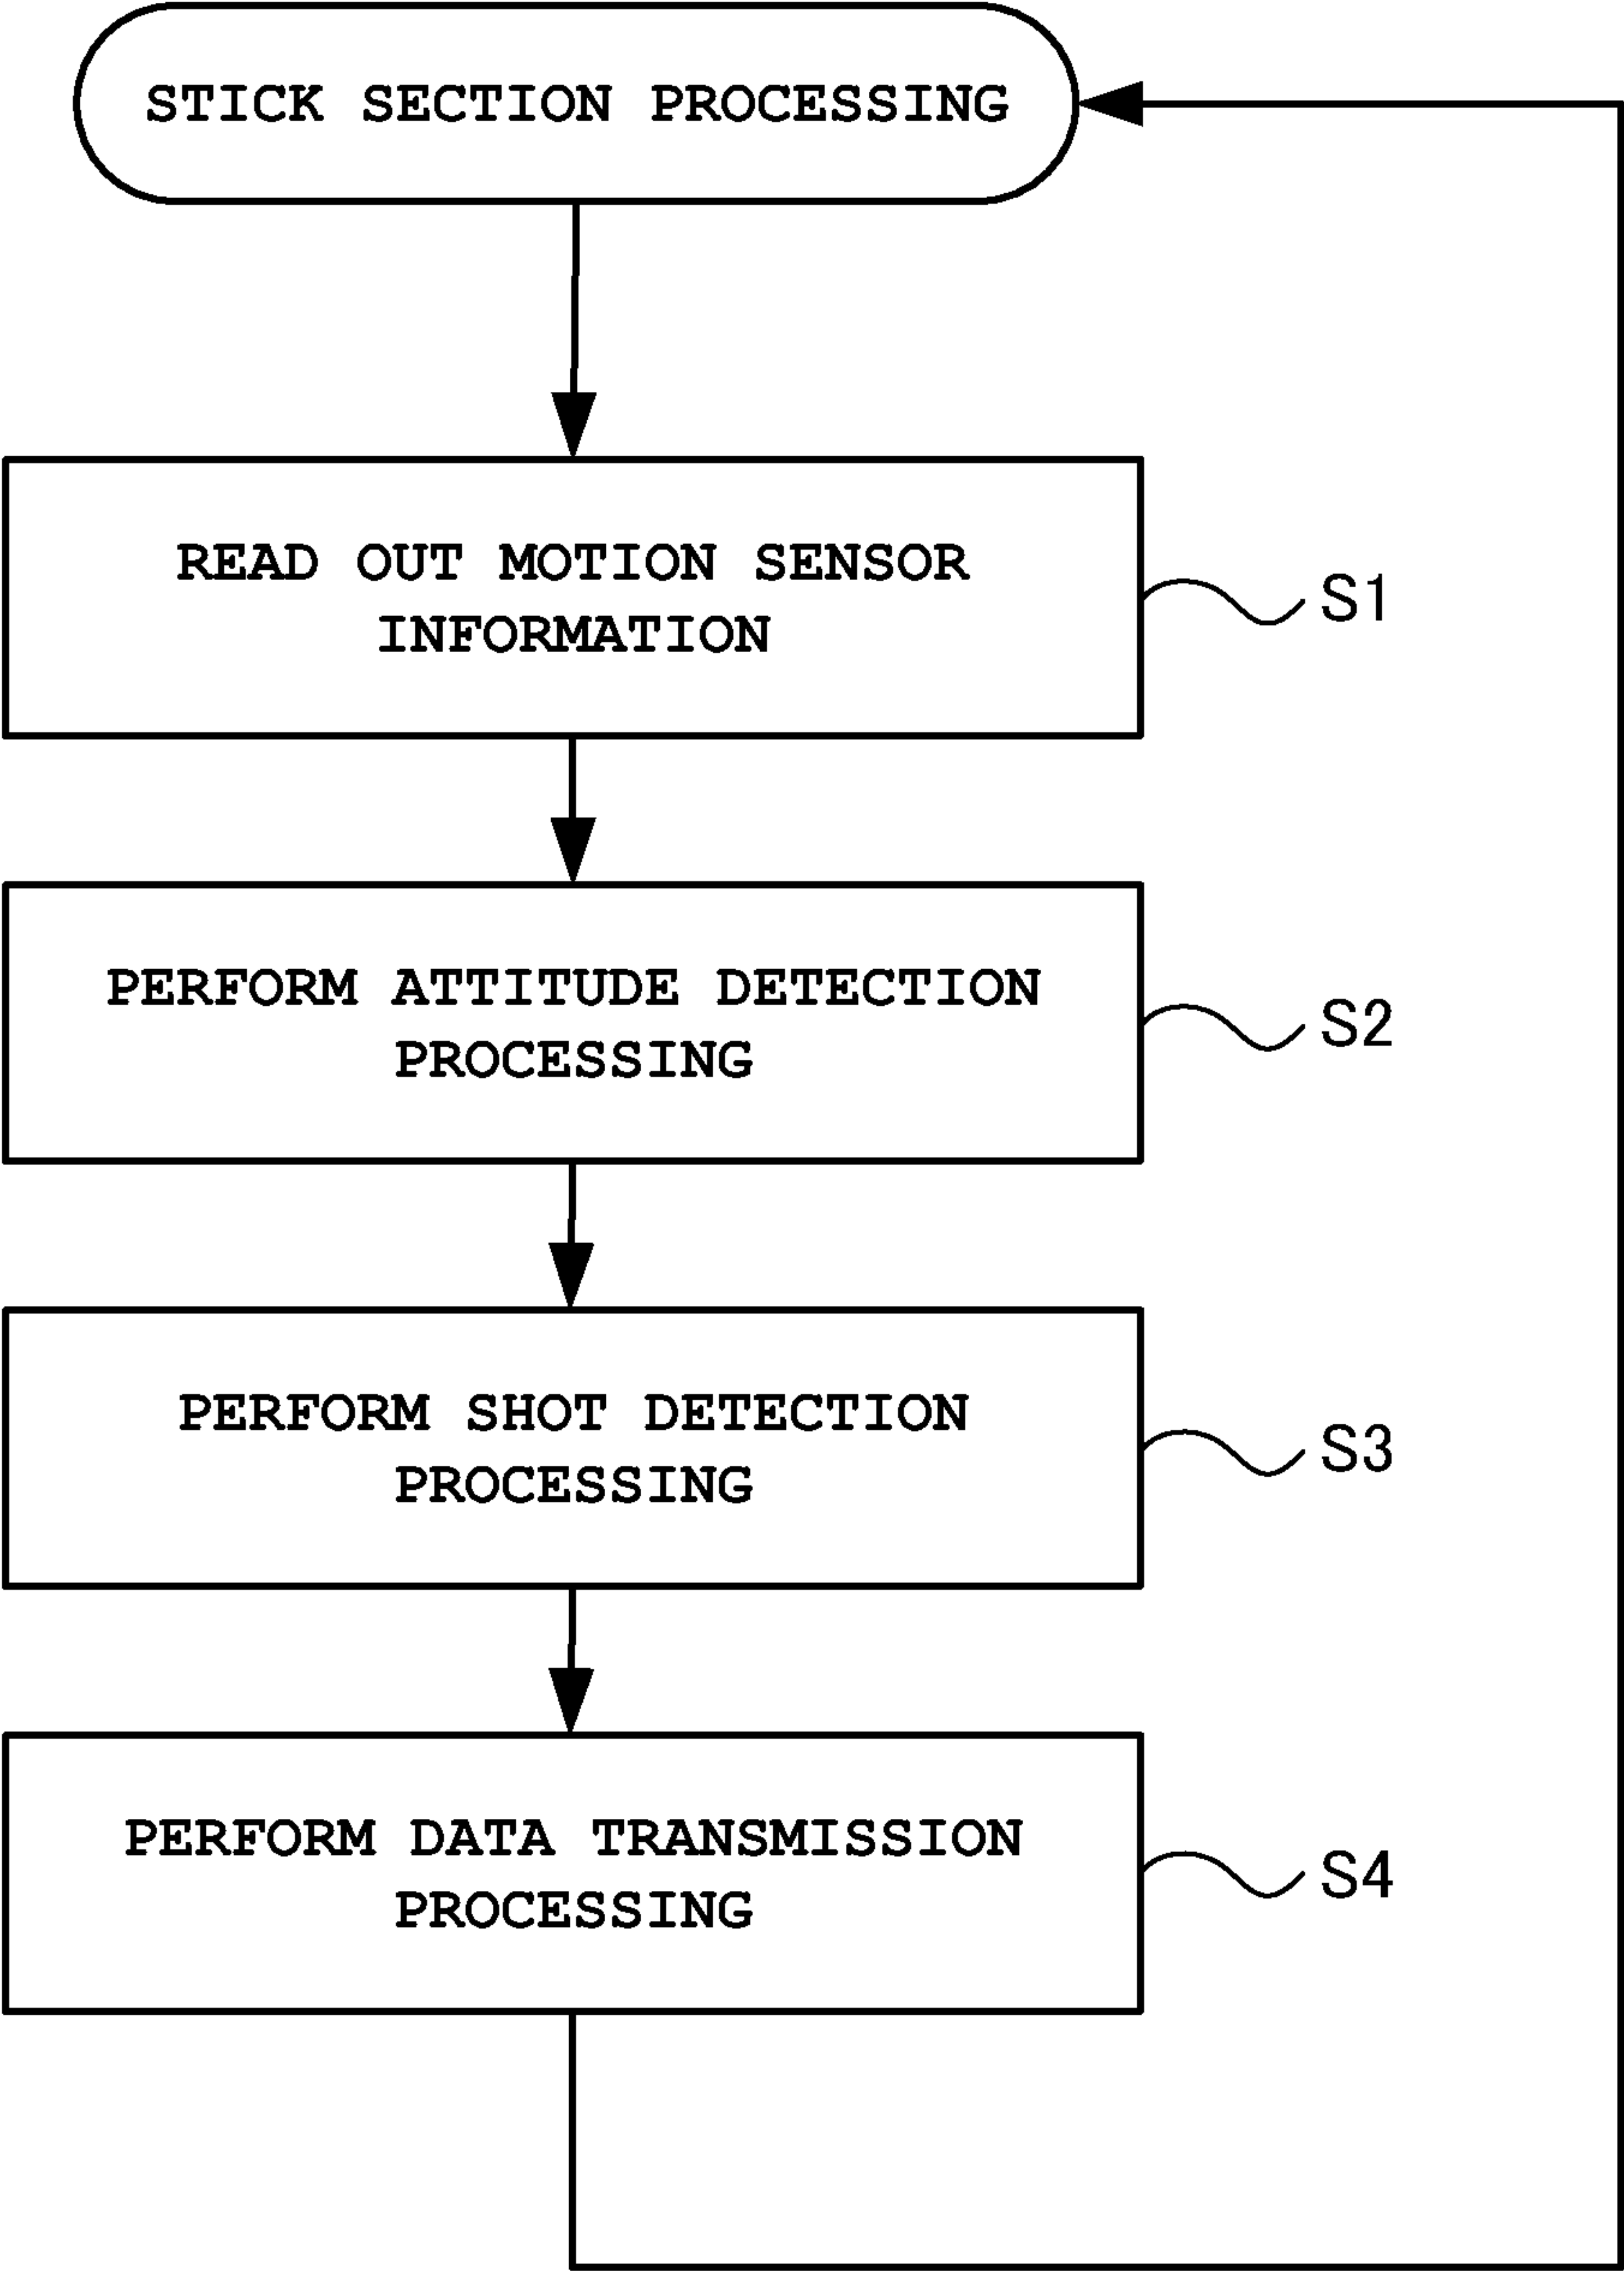 STICK SECTION PROCESSING
READ OUT MOTION SENSOR
INFORMATION
S1
PERFORM ATTITUDE DETECTION
PROCESSING
S2
PERFORM SHOT DETECTION
PROCESSING
S3
PERFORM DATA TRANSMISSION
PROCESSING
S4